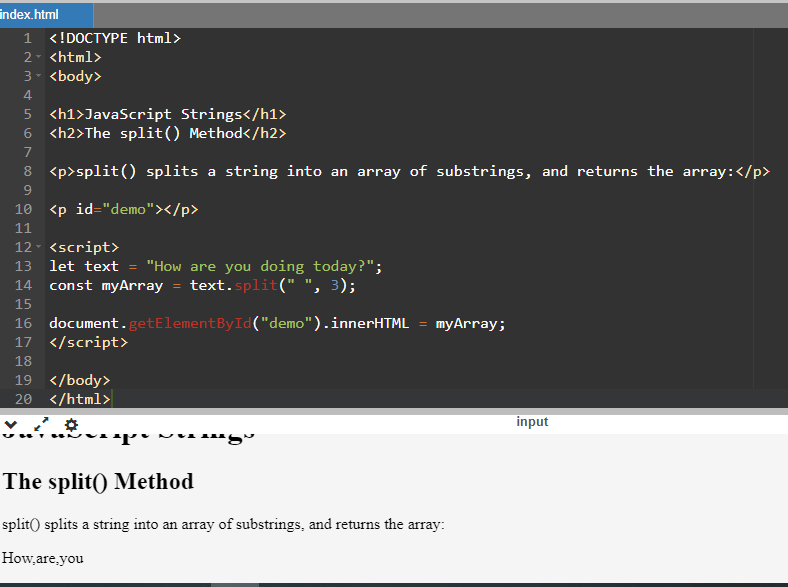 index.html
1 <!DOCTYPE html>
2 <html>
3 <body>
4
5 <h1>JavaScript Strings</h1>
6 <h2>The split() Method</h2>
7
8 <p>split() splits a string into an array of substrings, and returns the array:</p>
9
10 <p id="demo"></p>
11
12 <script>
13 let text = "How are you doing today?";
14 const myArray = text.split(" ", 3);
15
16 document.getElementById("demo").innerHTML = myArray;
17 </script>
18
19 </body>
20 </html>
input
JavaScript Strings
The split() Method
split() splits a string into an array of substrings, and returns the array:
How,are,you